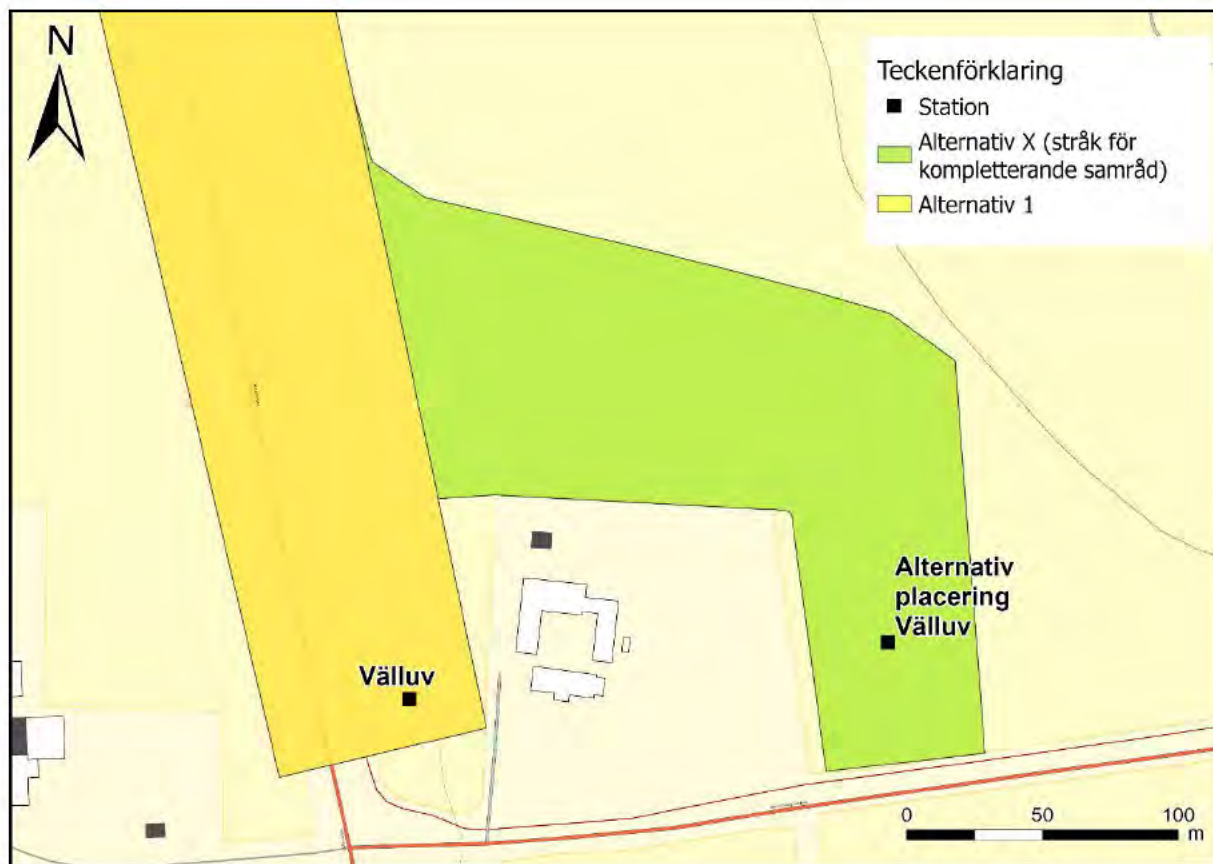 N
Teckenförklaring
Station
Alternativ X (stråk för
kompletterande samråd)
Alternativ 1
Alternativ
placering
Välluv
Välluv
0 50 100
m